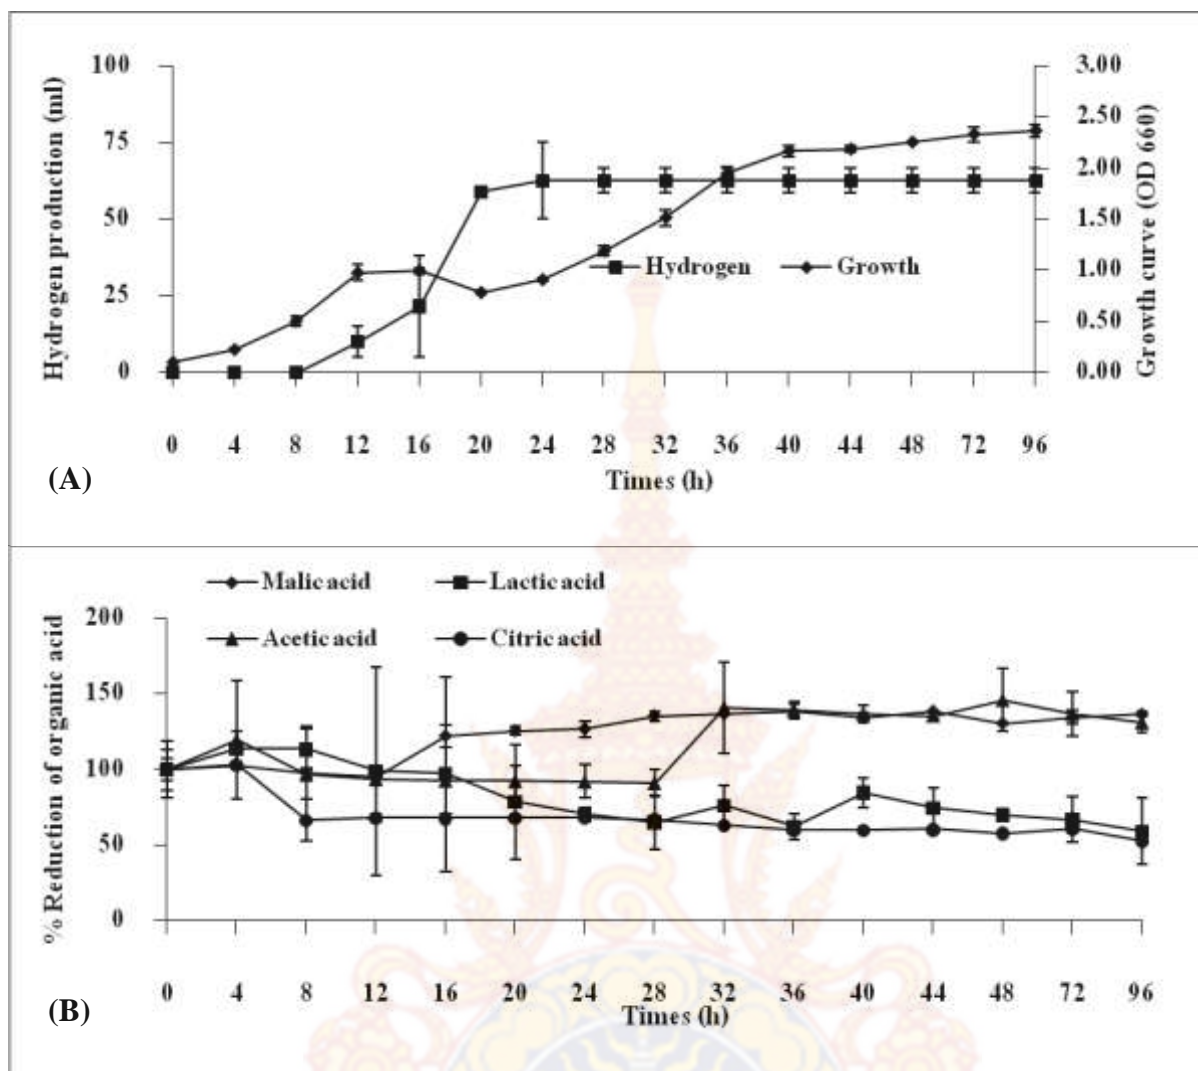 Hydrogen production (ml)
100
75
50
25
0
3.00
2.50
2.00
1.50
1.00
0.50
0.00
Growth curve (OD 660)
Hydrogen
Growth
0 4 8 12 16 20 24 28 32 36 40 44 48 72 96
Times (h)
(A)
Malic acid
Lactic acid
Acetic acid
Citric acid
% Reduction of organic acid
200
150
100
50
0
0 4 8 12 16 20 24 28 32 36 40 44 48 72 96
Times (h)
(B)